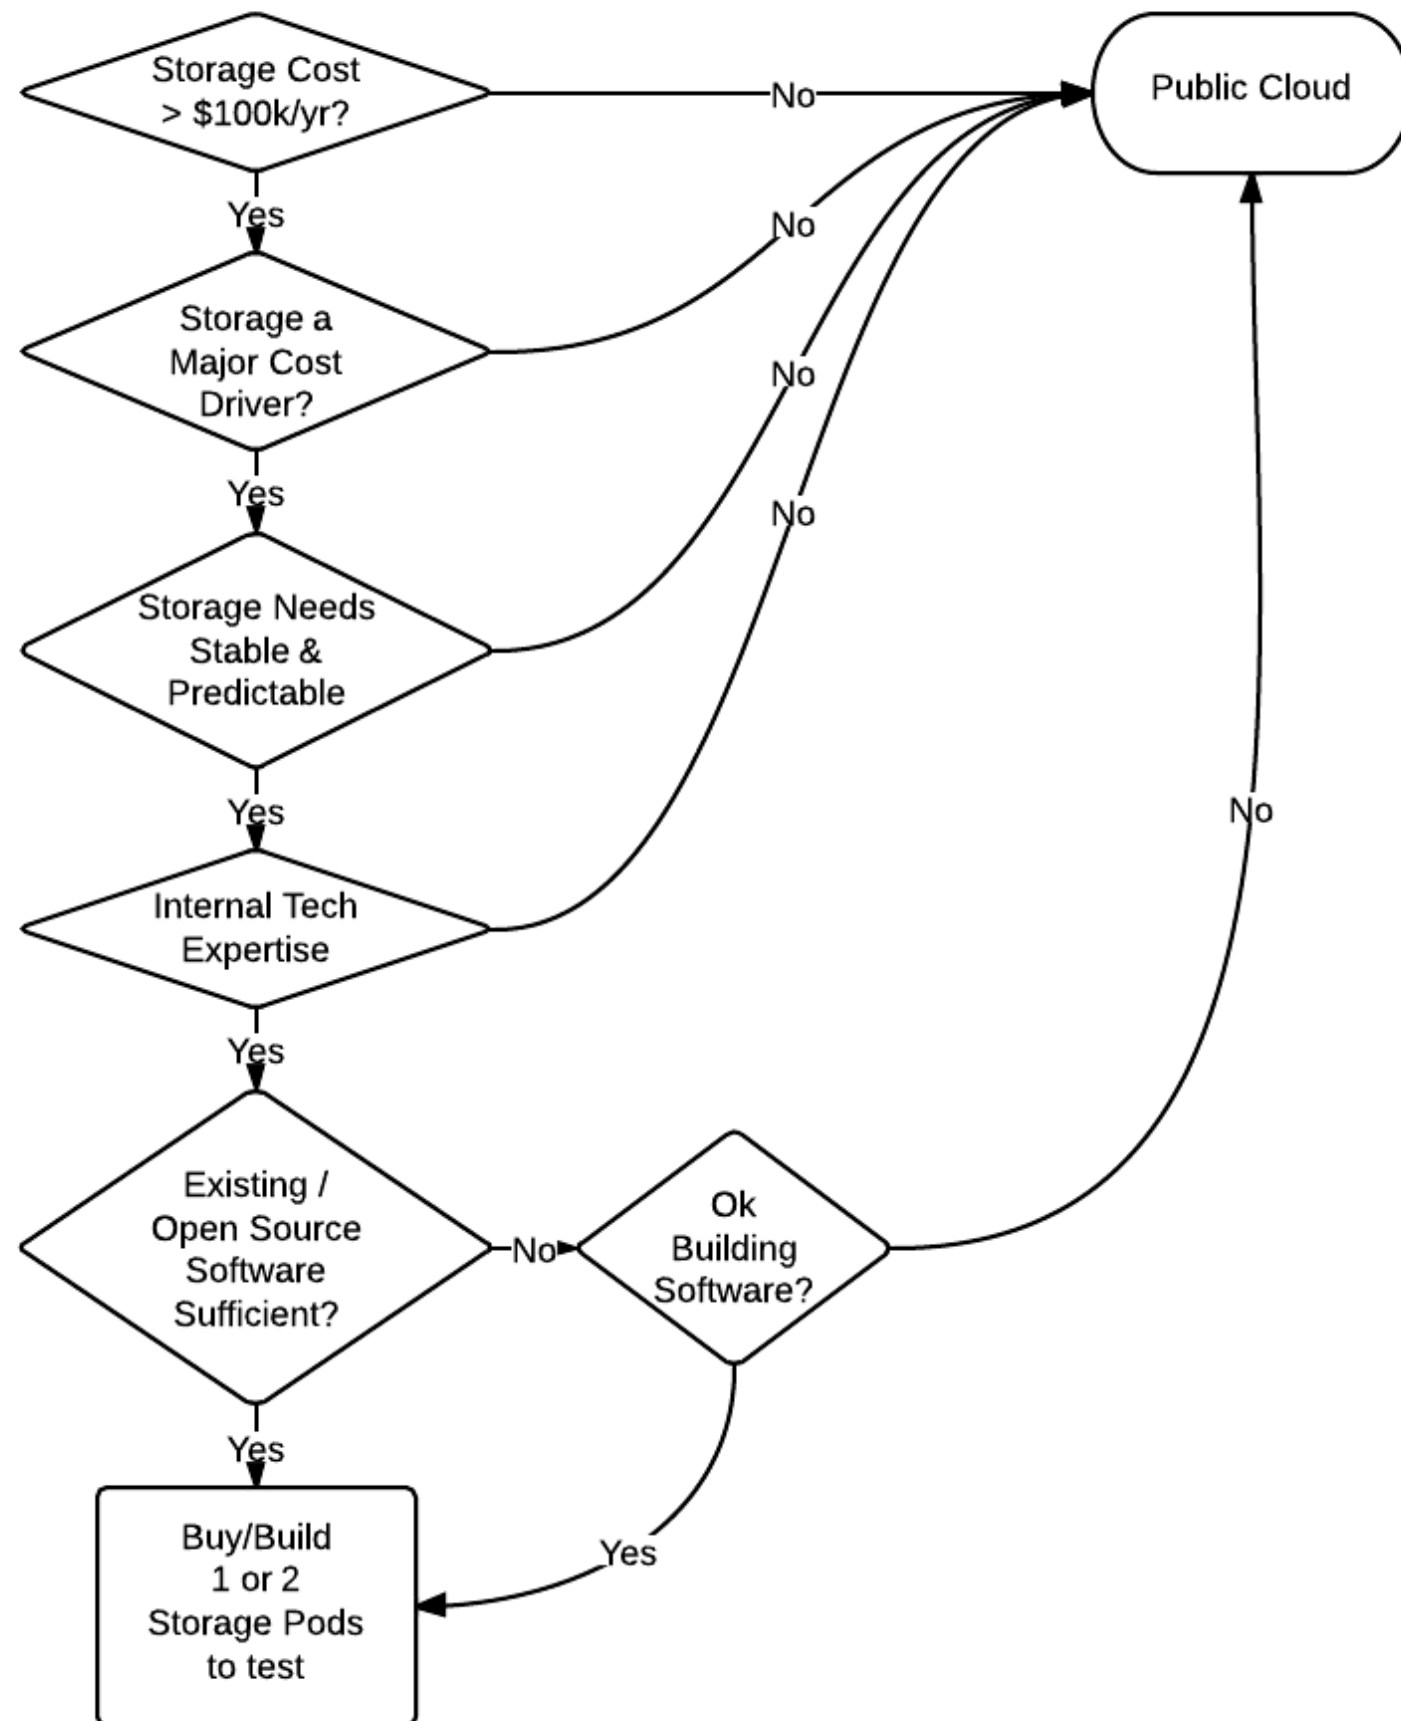 Storage Cost
> $100k/yr?
No
Public Cloud
Yes
No
Storage a
Major Cost
Driver?
No
Yes
No
Storage Needs
Stable &
Predictable
Yes
No
Internal Tech
Expertise
Yes
Existing /
Open Source
Software
Sufficient?
No
Ok
Building
Software?
Yes
Yes
Buy/Build
1 or 2
Storage Pods
to test